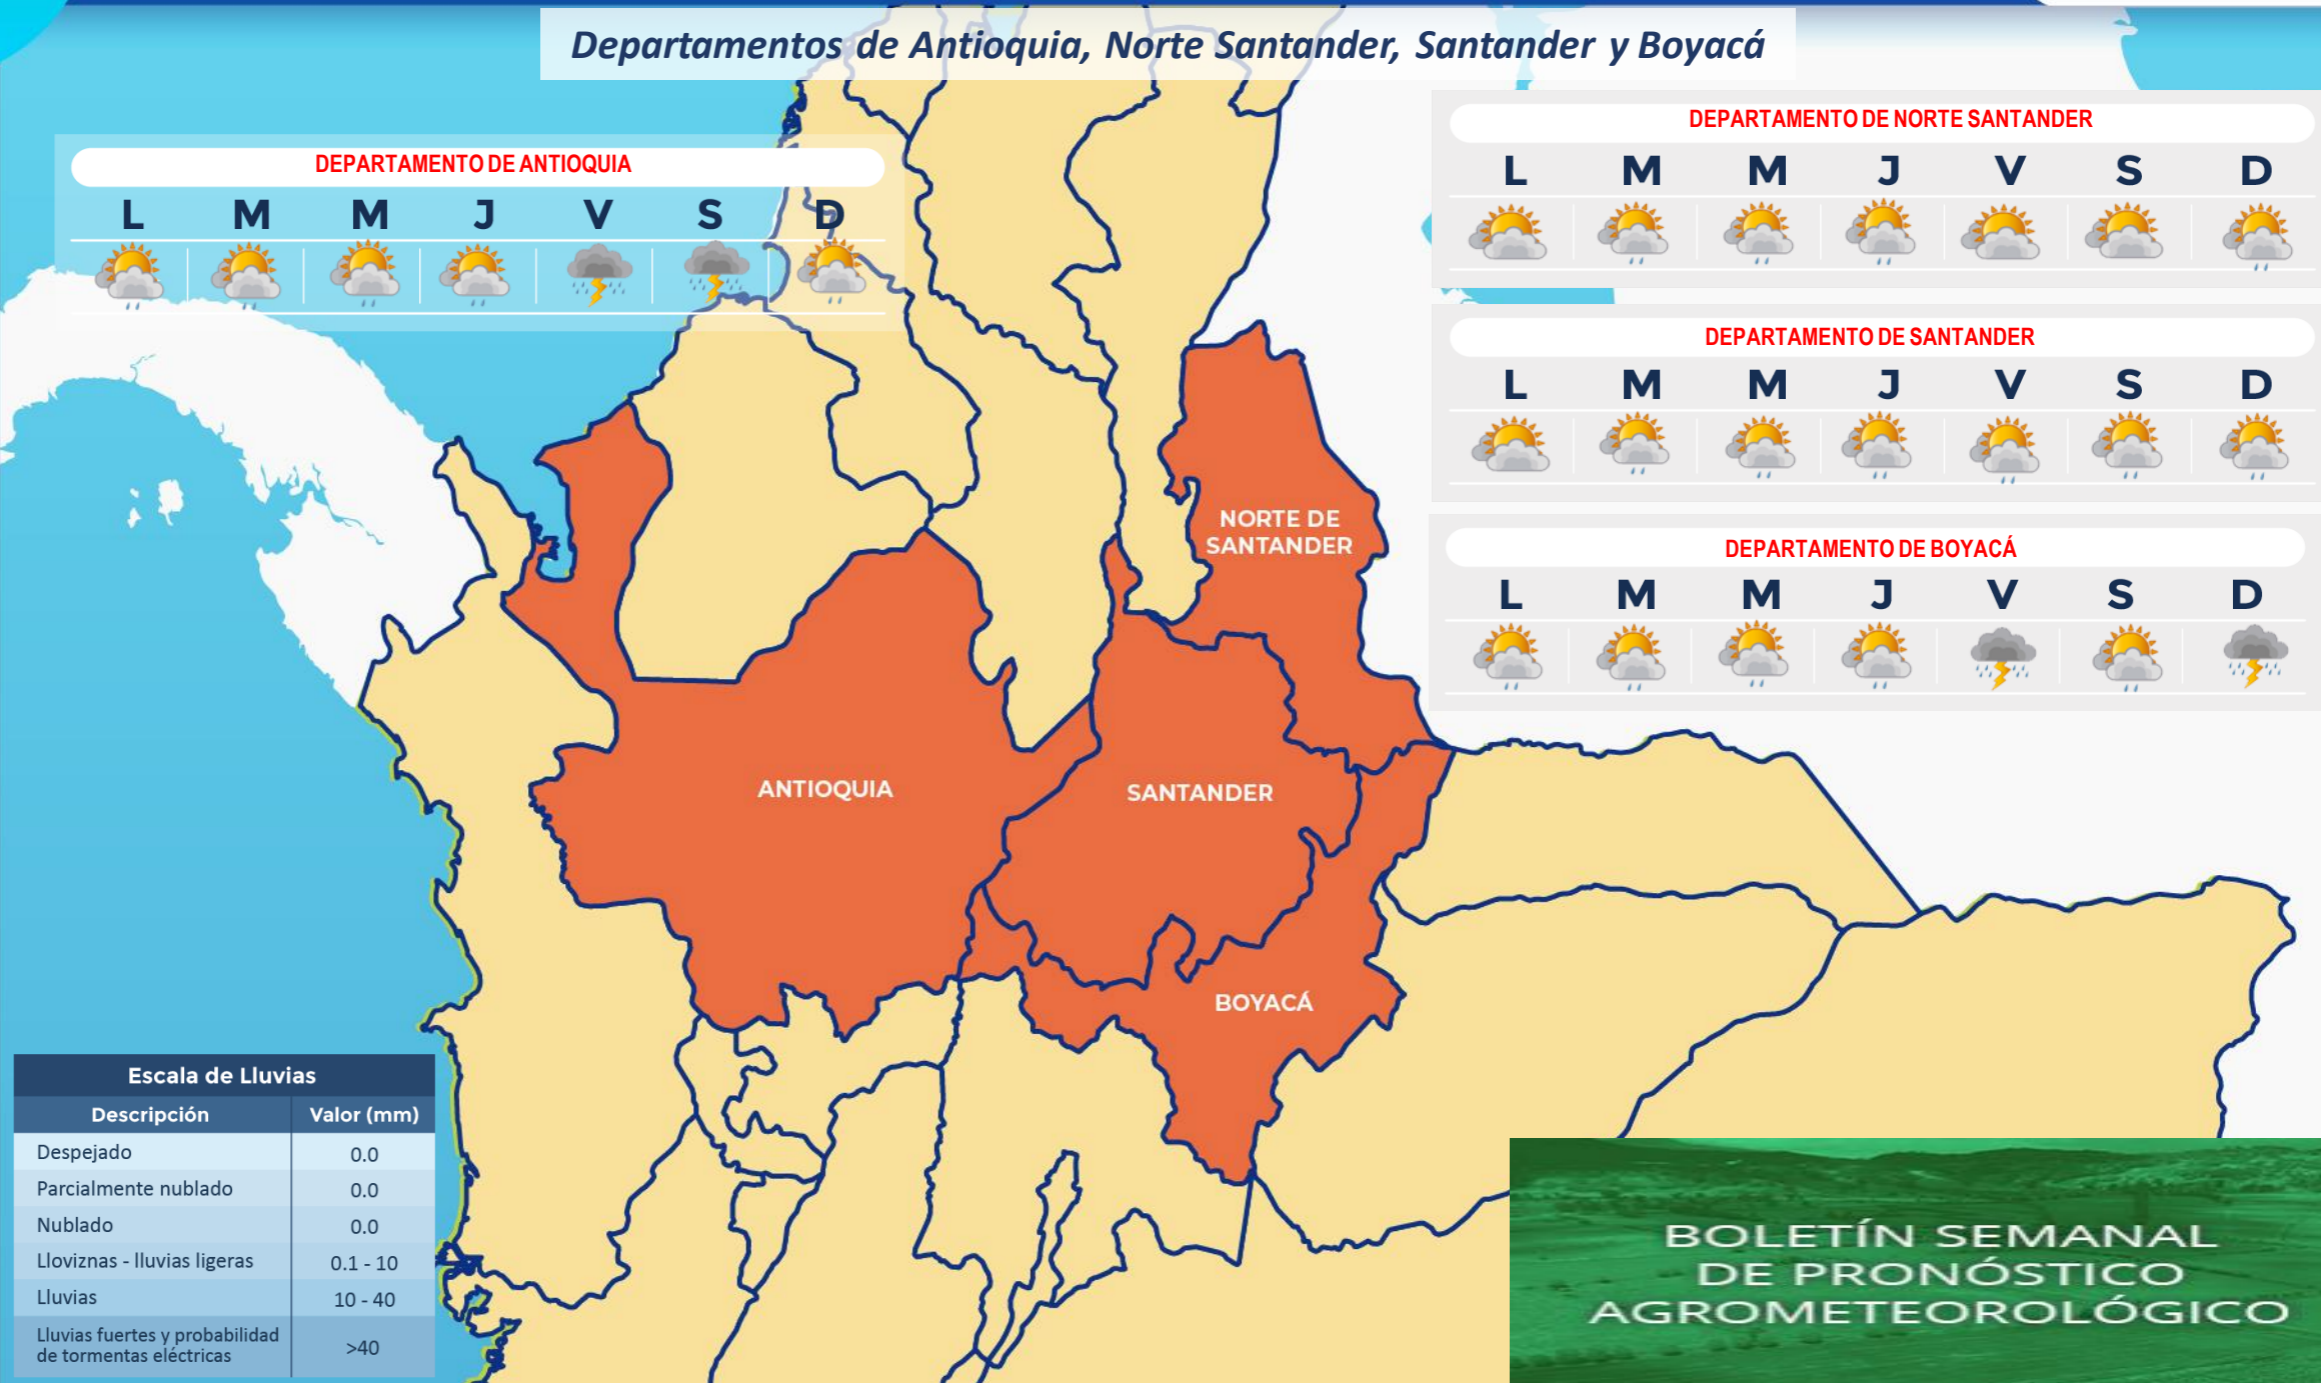 Departamentos de Antioquia, Norte Santander, Santander y Boyacá
DEPARTAMENTO DE ANTIOQUIA
L M M J V S D
DEPARTAMENTO DE NORTE SANTANDER
L M M J V S D
DEPARTAMENTO DE SANTANDER
L M M J V S D
DEPARTAMENTO DE BOYACÁ
L M M J V S D
NORTE DE
SANTANDER
ANTIOQUIA
SANTANDER
BOYACÁ
Escala de Lluvias
Descripción Valor (mm)
Despejado 0.0
Parcialmente nublado 0.0
Nublado 0.0
Lloviznas - lluvias ligeras 0.1 - 10
Lluvias 10 - 40
Lluvias fuertes y probabilidad
de tormentas eléctricas >40
BOLETÍN SEMANAL
DE PRONÓSTICO
AGROMETEOROLÓGICO